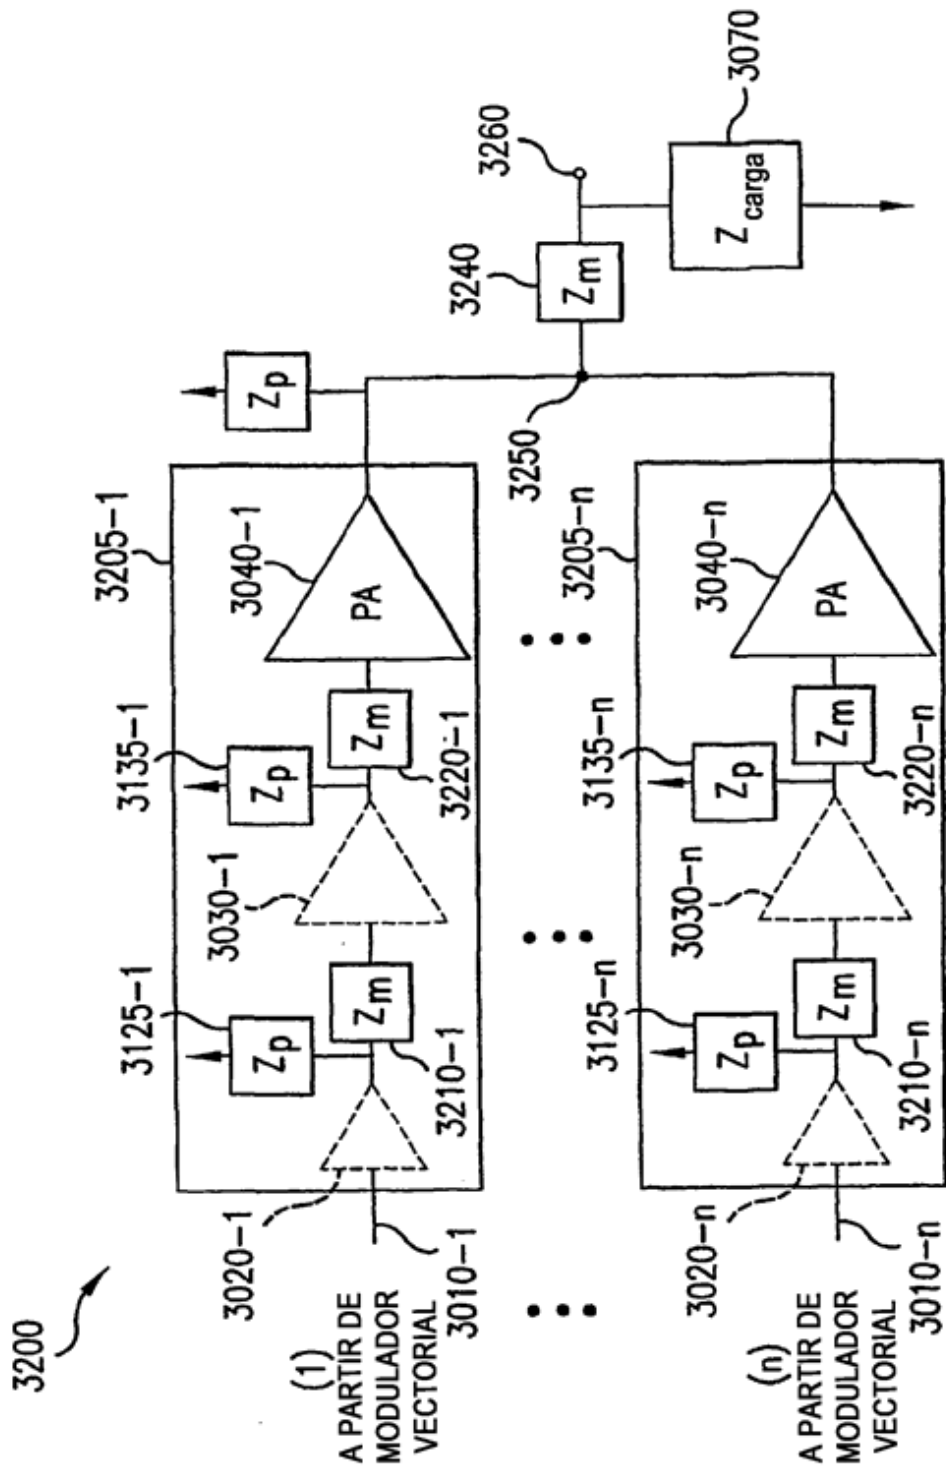 3200
(1)
A PARTIR DE
MODULADOR
VECTORIAL
3010-1
3020-1
3125-1
Zp
Zm
3210-1
3030-1
3135-1
Zp
Zm
3220-1
3205-1
3040-1
PA
Zp
3250
3240
Zm
3260
Zcarga
3070
(n)
A PARTIR DE
MODULADOR
VECTORIAL
3010-n
3020-n
3125-n
Zp
Zm
3210-n
3030-n
3135-n
Zp
Zm
3220-n
3205-n
3040-n
PA